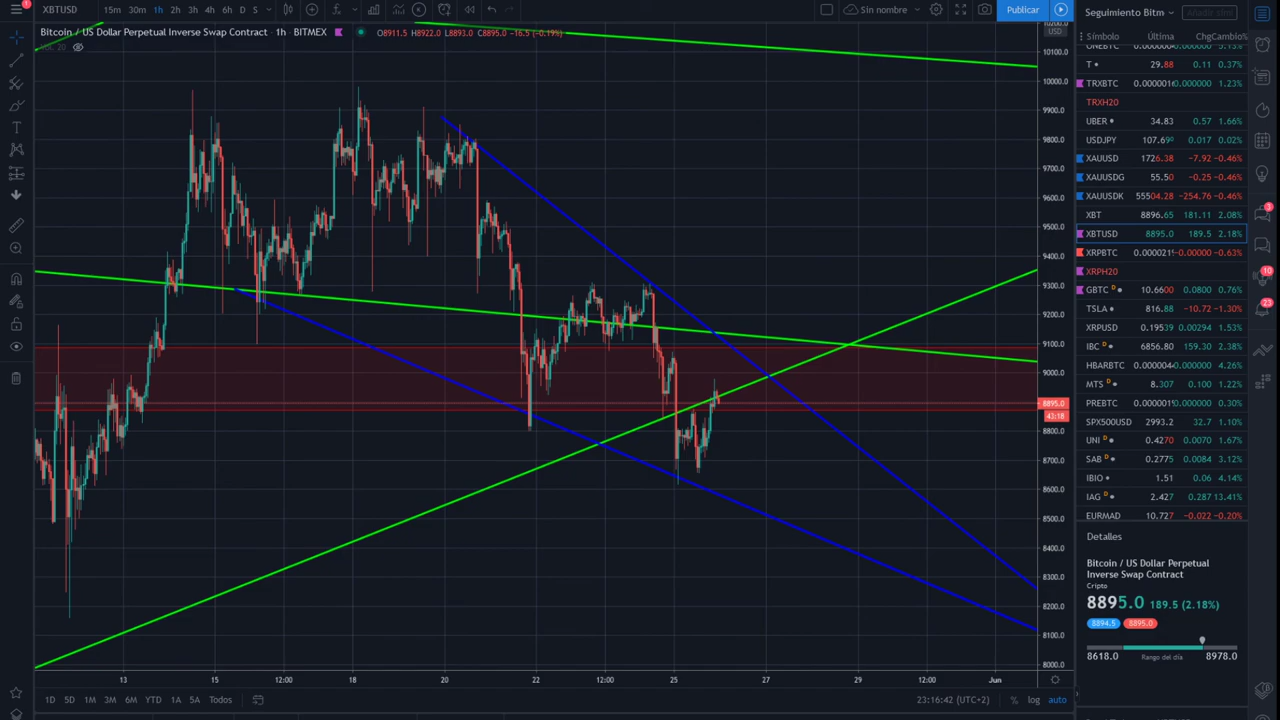 XBTUSD 15m 30m 1h 2h 3h 4h 6h D S Sin nombre Publicar
Bitcoin / US Dollar Perpetual Inverse Swap Contract · 1h · BITMEX O8911.5 H8922.0 L8893.0 C8895.0 −16.5 (−0.19%)
VOL 20
USD
10100.0
10000.0
9900.0
9800.0
9700.0
9600.0
9500.0
9400.0
9300.0
9200.0
9100.0
9000.0
8895.0
43:18
8800.0
8700.0
8600.0
8500.0
8400.0
8300.0
8200.0
8100.0
8000.0
13 15 12:00 18 20 22 12:00 25 27 29 12:00 Jun
1D 5D 1M 3M 6M YTD 1A 5A Todos 23:16:42 (UTC+2) % log auto
Seguimiento Bitm
Símbolo Última Chg Cambio%
T 29.88 0.11 0.37%
TRXBTC 1.23%
TRXH20
UBER 34.83 0.57 1.66%
USDJPY 107.69⁰ 0.017 0.02%
XAUUSD 1726.38 -7.92 -0.46%
XAUUSDG 55.50 -0.25 -0.46%
XAUUSDK 55504.28 -254.76 -0.46%
XBT 8896.65 181.11 2.08%
XBTUSD 8895.0 189.5 2.18%
XRPBTC -0.63%
XRPH20
GBTC D 10.6600 0.0800 0.76%
TSLA 816.88 -10.72 -1.30%
XRPUSD 0.19539 0.00294 1.53%
IBC D 6856.80 159.30 2.38%
HBARBTC 4.26%
MTS D 8.307 0.100 1.22%
PREBTC 0.30%
SPX500USD 2993.2 32.7 1.10%
UNI D 0.4270 0.0070 1.67%
SAB D 0.2775 0.0084 3.12%
IBIO 1.51 0.06 4.14%
IAG D 2.427 0.287 13.41%
EURMAD 10.727 -0.022 -0.20%
Detalles
Bitcoin / US Dollar Perpetual
Inverse Swap Contract
Cripto
8895.0 189.5 (2.18%)
8894.5 8895.0
8618.0 Rango del día 8978.0
1
3
10
23